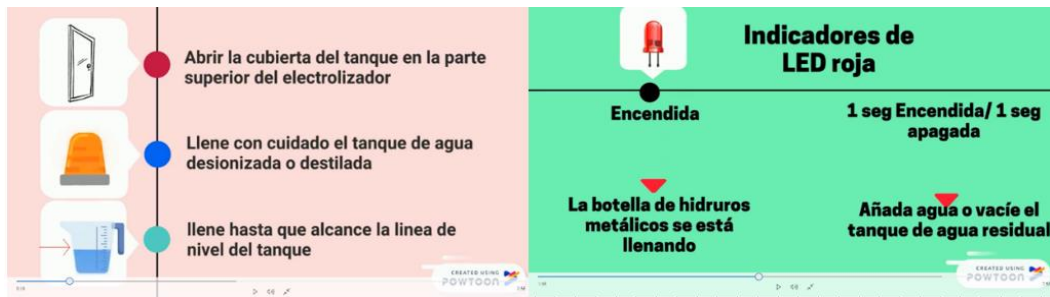 Abrir la cubierta del tanque en la parte
superior del electrolizador
Llene con cuidado el tanque de agua
desionizada o destilada
llene hasta que alcance la linea de
nivel del tanque
CREATED USING
POWTOON
Indicadores de
LED roja
Encendida
1 seg Encendida/ 1 seg
apagada
La botella de hidruros
metálicos se está
llenando
Añada agua o vacíe el
tanque de agua residual
CREATED USING
POWTOON